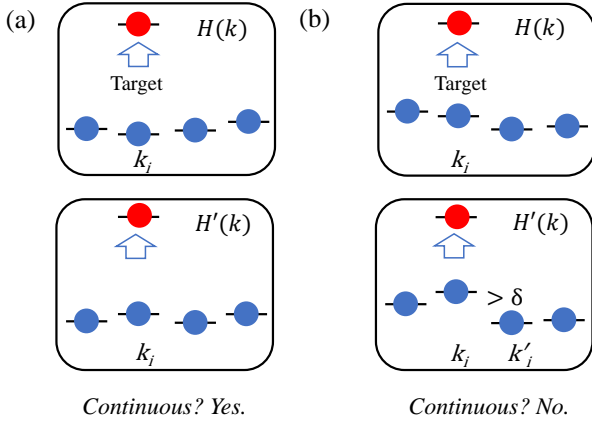 (a)
H(k)
Target
k_i
H′(k)
k_i
Continuous? Yes.
(b)
H(k)
Target
k_i
H′(k)
> δ
k_i k′_i
Continuous? No.